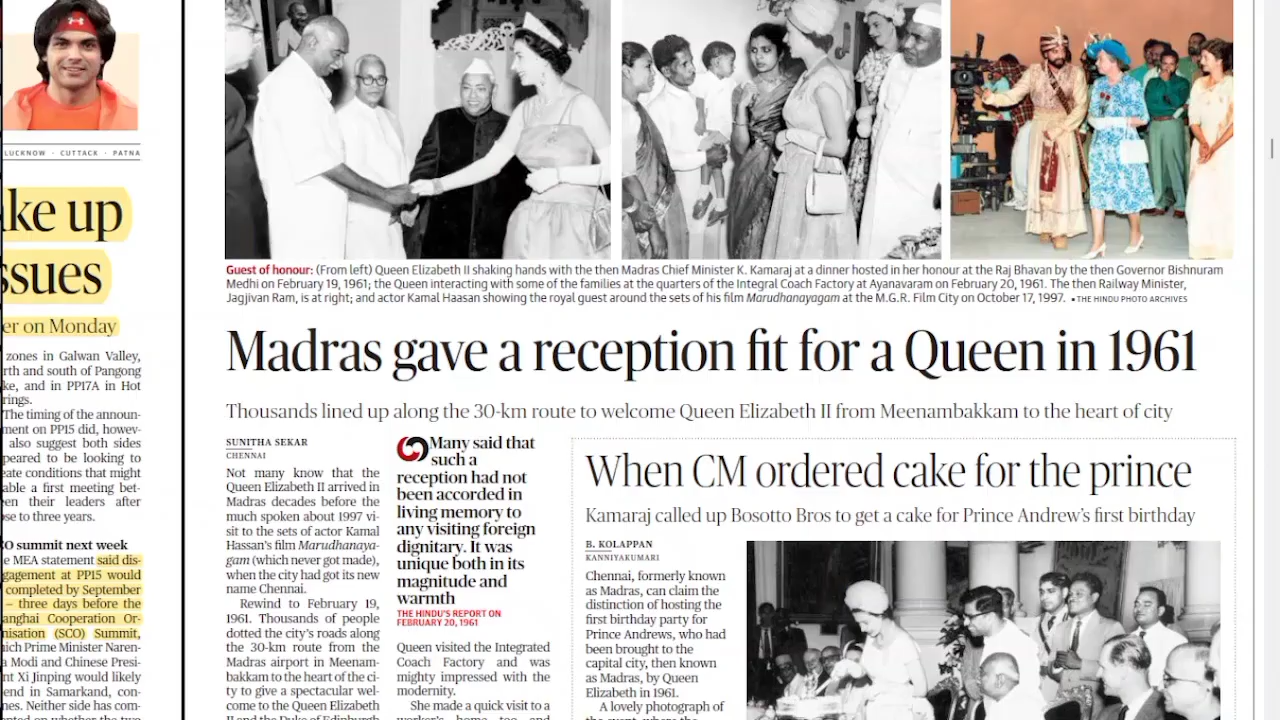 LUCKNOW · CUTTACK · PATNA
ke up
ssues
er on Monday
zones in Galwan Valley,
rth and south of Pangong
ke, and in PP17A in Hot
rings.
The timing of the announ-
ment on PP15 did, howev-
also suggest both sides
peared to be looking to
eate conditions that might
able a first meeting bet-
en their leaders after
ose to three years.
CO summit next week
e MEA statement said dis-
gagement at PP15 would
completed by September
– three days before the
anghai Cooperation Or-
nisation (SCO) Summit,
ich Prime Minister Naren-
a Modi and Chinese Presi-
nt Xi Jinping would likely
end in Samarkand, con-
nes. Neither side has com-
Guest of honour: (From left) Queen Elizabeth II shaking hands with the then Madras Chief Minister K. Kamaraj at a dinner hosted in her honour at the Raj Bhavan by the then Governor Bishnuram
Medhi on February 19, 1961; the Queen interacting with some of the families at the quarters of the Integral Coach Factory at Ayanavaram on February 20, 1961. The then Railway Minister,
Jagjivan Ram, is at right; and actor Kamal Haasan showing the royal guest around the sets of his film Marudhanayagam at the M.G.R. Film City on October 17, 1997. • THE HINDU PHOTO ARCHIVES
Madras gave a reception fit for a Queen in 1961
Thousands lined up along the 30-km route to welcome Queen Elizabeth II from Meenambakkam to the heart of city
SUNITHA SEKAR
CHENNAI
Not many know that the
Queen Elizabeth II arrived in
Madras decades before the
much spoken about 1997 vi-
sit to the sets of actor Kamal
Hassan's film Marudhanaya-
gam (which never got made),
when the city had got its new
name Chennai.
Rewind to February 19,
1961. Thousands of people
dotted the city's roads along
the 30-km route from the
Madras airport in Meenam-
bakkam to the heart of the ci-
ty to give a spectacular wel-
come to the Queen Elizabeth
II and the Duke of Edinburgh
Many said that
such a
reception had not
been accorded in
living memory to
any visiting foreign
dignitary. It was
unique both in its
magnitude and
warmth
THE HINDU'S REPORT ON
FEBRUARY 20, 1961
Queen visited the Integrated
Coach Factory and was
mighty impressed with the
modernity.
She made a quick visit to a
worker's home too and
When CM ordered cake for the prince
Kamaraj called up Bosotto Bros to get a cake for Prince Andrew's first birthday
B. KOLAPPAN
KANNIYAKUMARI
Chennai, formerly known
as Madras, can claim the
distinction of hosting the
first birthday party for
Prince Andrews, who had
been brought to the
capital city, then known
as Madras, by Queen
Elizabeth in 1961.
A lovely photograph of
the event, where the